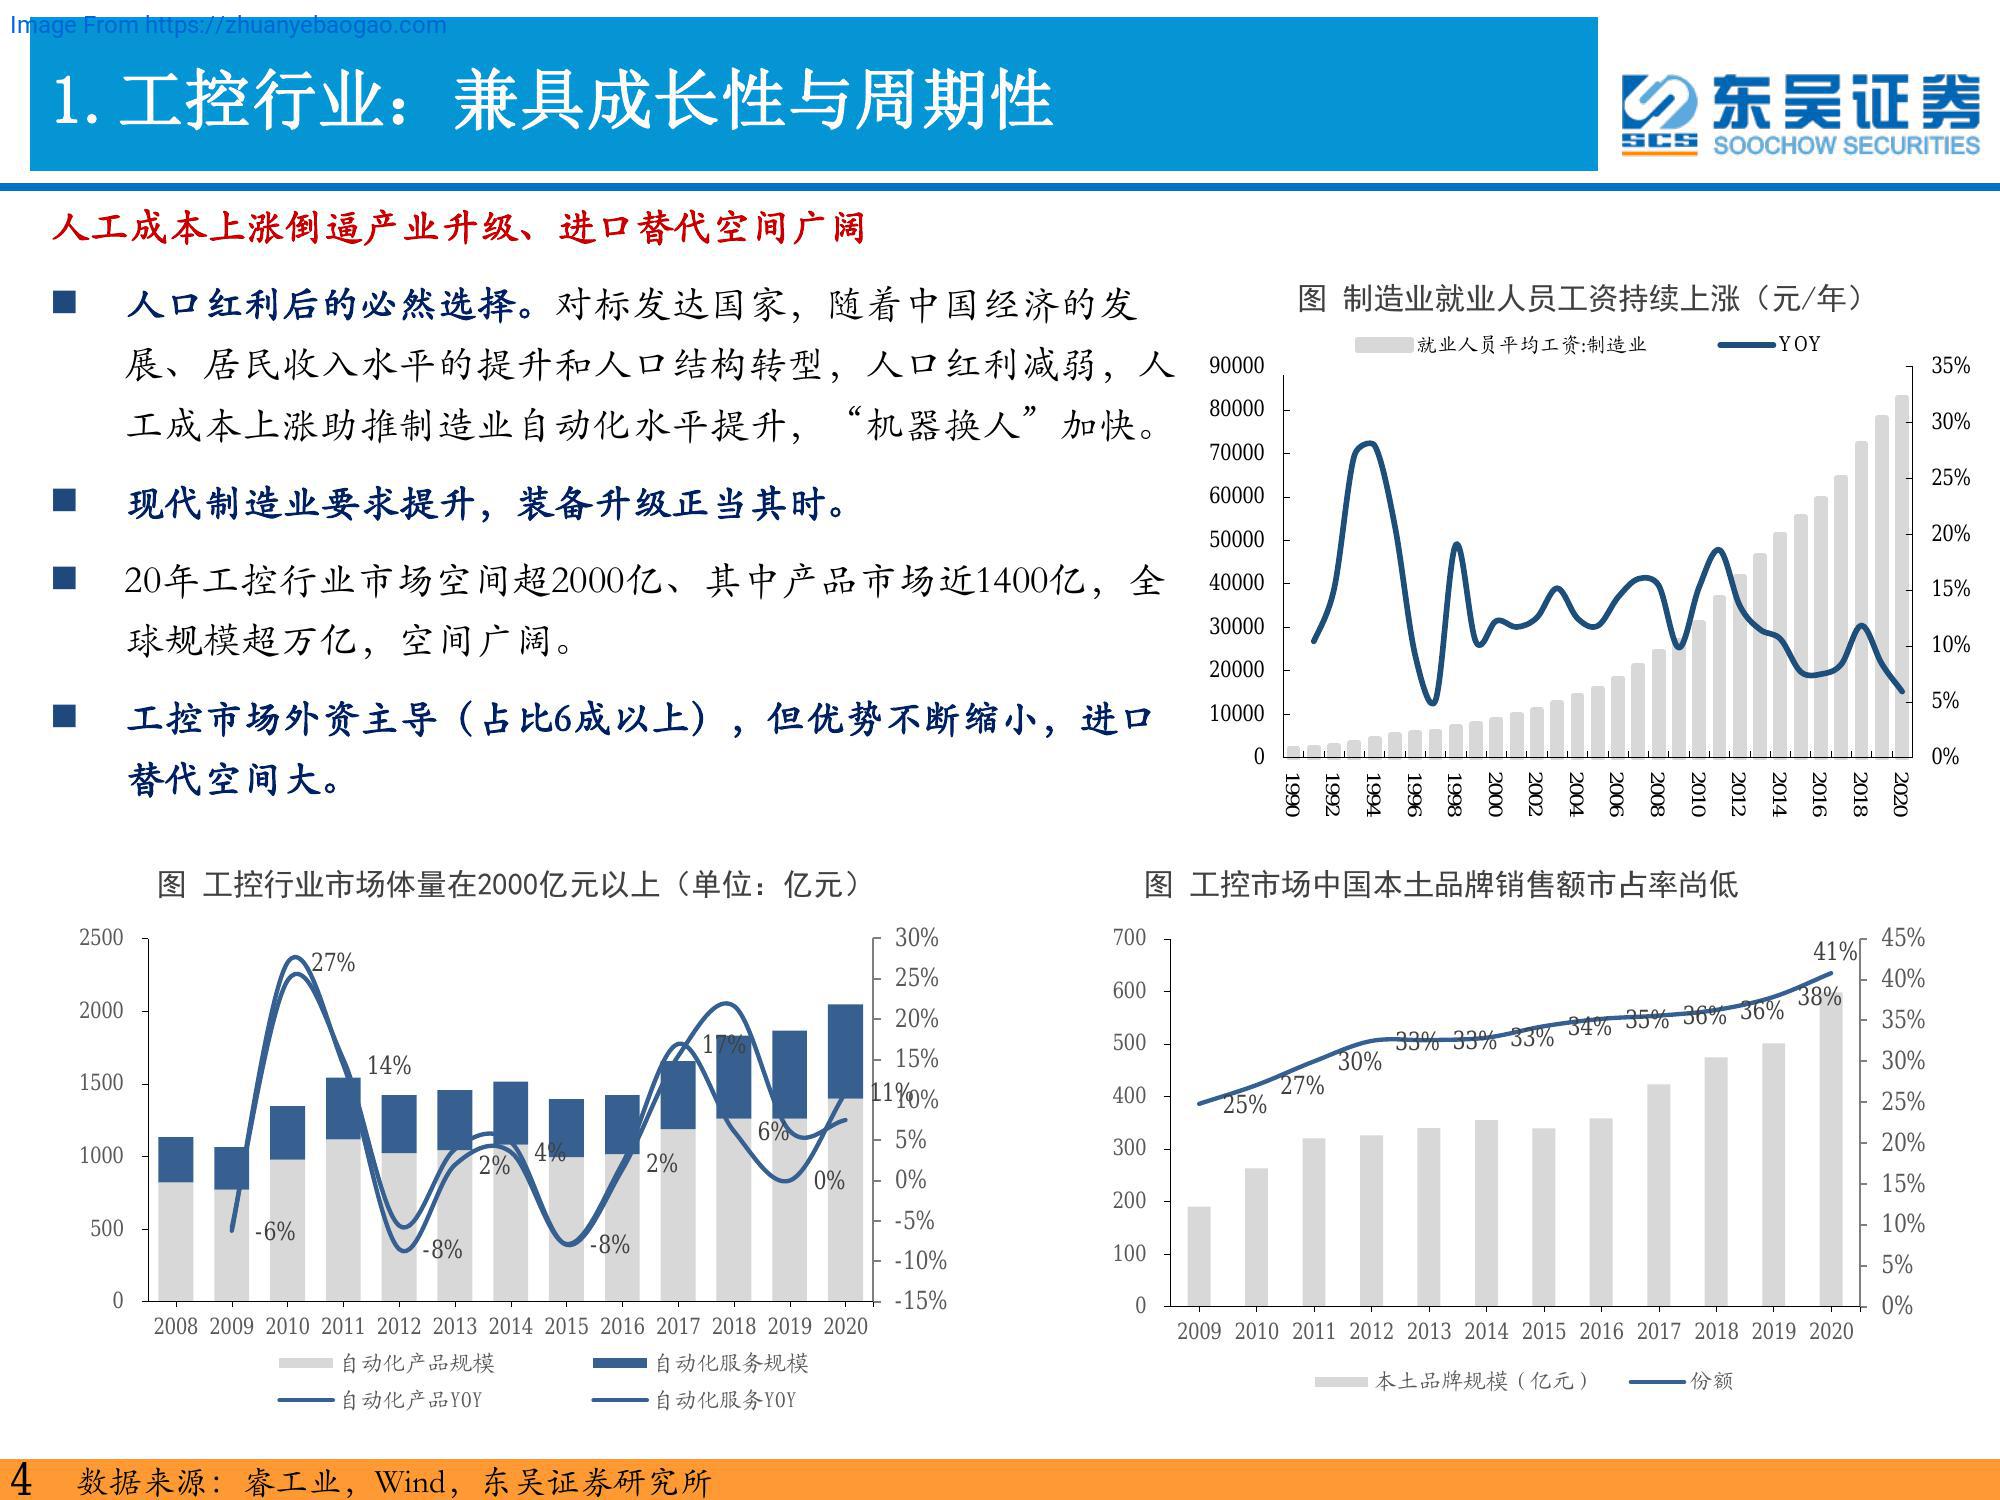 Image From https://zhuanyebaogao.com
1. 工控行业：兼具成长性与周期性
SCS
东吴证券
SOOCHOW SECURITIES
人工成本上涨倒逼产业升级、进口替代空间广阔
■ 人口红利后的必然选择。对标发达国家，随着中国经济的发
展、居民收入水平的提升和人口结构转型，人口红利减弱，人
工成本上涨助推制造业自动化水平提升，“机器换人”加快。
■ 现代制造业要求提升，装备升级正当其时。
■ 20年工控行业市场空间超2000亿、其中产品市场近1400亿，全
球规模超万亿，空间广阔。
■ 工控市场外资主导（占比6成以上），但优势不断缩小，进口
替代空间大。
图 制造业就业人员工资持续上涨（元/年）
就业人员平均工资:制造业 YOY
90000 35%
80000 30%
70000 25%
60000 20%
50000
40000 15%
30000 10%
20000
10000 5%
0 0%
1990 1992 1994 1996 1998 2000 2002 2004 2006 2008 2010 2012 2014 2016 2018 2020
图 工控行业市场体量在2000亿元以上（单位：亿元）
2500 30%
25%
2000 20%
1500 15%
10%
1000 5%
0%
500 -5%
-10%
0 -15%
-6% 27% 14% -8% 2% 4% -8% 2% 17% 6% 0% 11%
2008 2009 2010 2011 2012 2013 2014 2015 2016 2017 2018 2019 2020
自动化产品规模 自动化服务规模
自动化产品YOY 自动化服务YOY
图 工控市场中国本土品牌销售额市占率尚低
700 45%
600 40%
500 35%
400 30%
25%
300 20%
200 15%
10%
100 5%
0 0%
25% 27% 30% 33% 33% 33% 34% 35% 36% 36% 38% 41%
2009 2010 2011 2012 2013 2014 2015 2016 2017 2018 2019 2020
本土品牌规模（亿元） 份额
4 数据来源：睿工业，Wind，东吴证券研究所